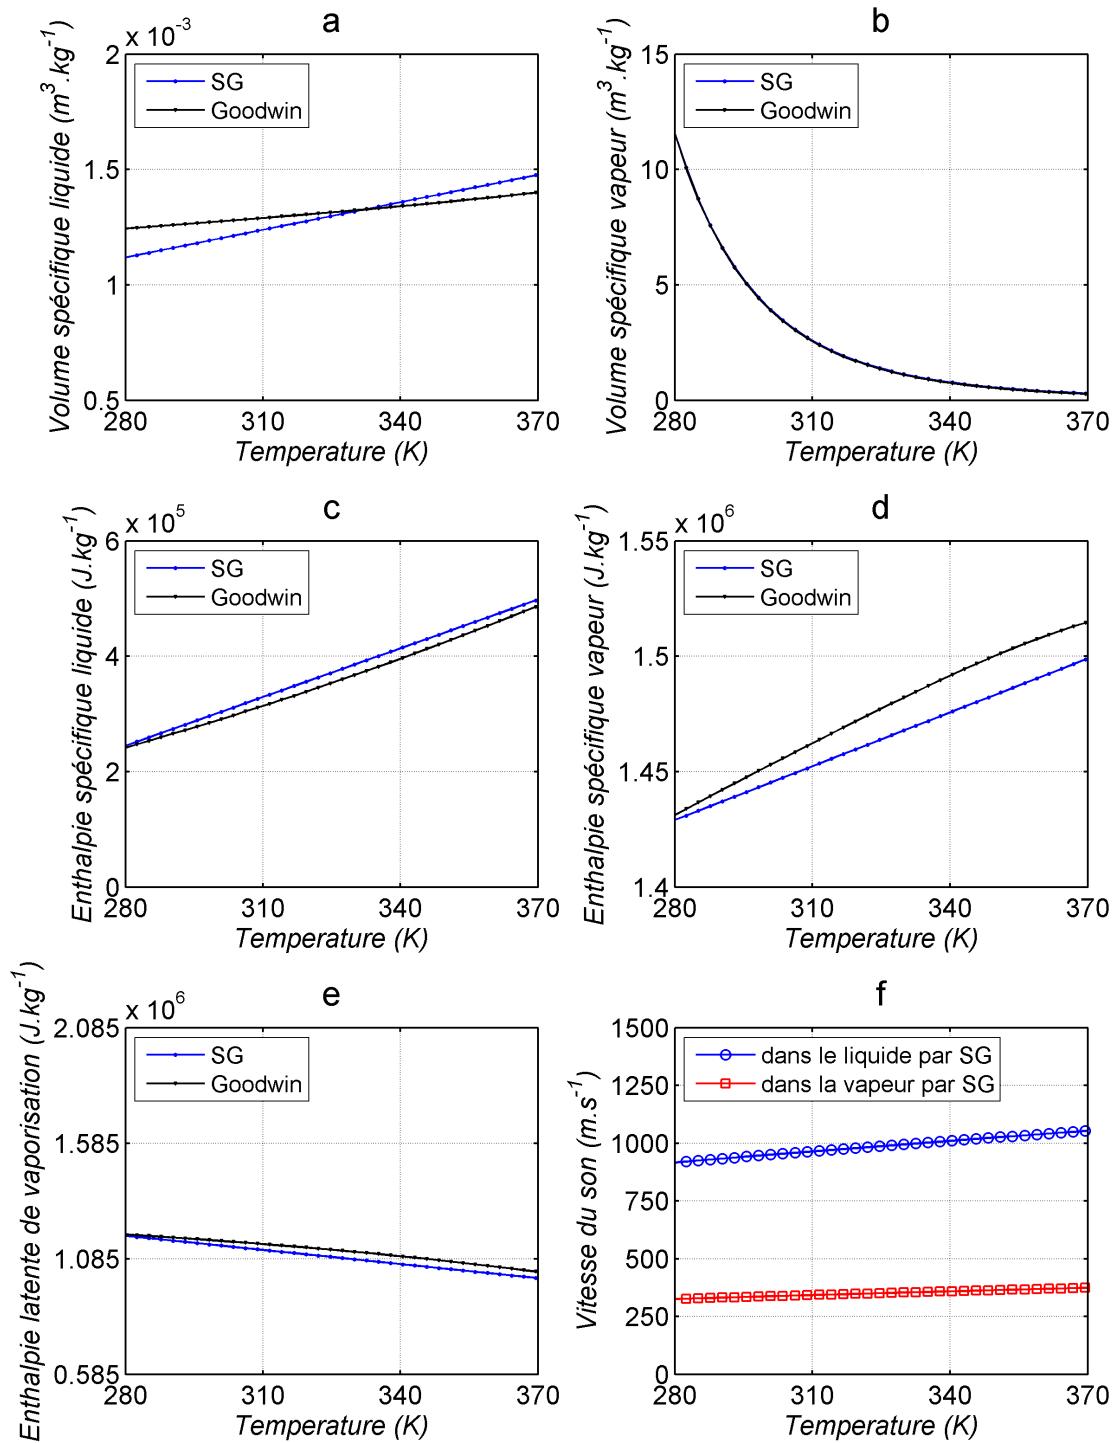 a
x 10^-3
Volume spécifique liquide (m^3.kg^-1)
2
1.5
1
0.5
SG
Goodwin
280 310 340 370
Temperature (K)
b
Volume spécifique vapeur (m^3.kg^-1)
15
10
5
0
SG
Goodwin
280 310 340 370
Temperature (K)
c
x 10^5
Enthalpie spécifique liquide (J.kg^-1)
6
4
2
0
SG
Goodwin
280 310 340 370
Temperature (K)
d
x 10^6
Enthalpie spécifique vapeur (J.kg^-1)
1.55
1.5
1.45
1.4
SG
Goodwin
280 310 340 370
Temperature (K)
e
x 10^6
Enthalpie latente de vaporisation (J.kg^-1)
2.085
1.585
1.085
0.585
SG
Goodwin
280 310 340 370
Temperature (K)
f
Vitesse du son (m.s^-1)
1500
1250
1000
750
500
250
0
dans le liquide par SG
dans la vapeur par SG
280 310 340 370
Temperature (K)